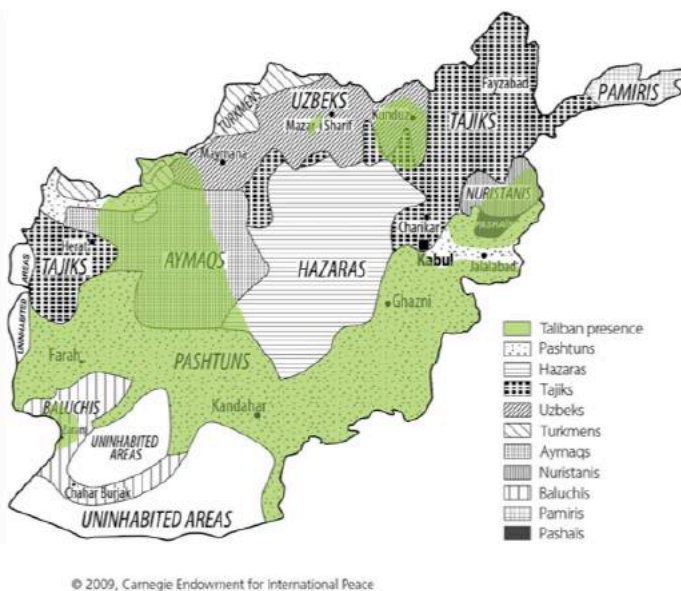 Fayzabad
PAMIRIS
UZBEKS
TURKMENS
Mazar-i Sharif
Kunduz
TAJIKS
Maymana
NURISTANIS
Charikar
PASHAIS
Herat
AYMAQS
HAZARAS
Kabul
Jalalabad
TAJIKS
UNINHABITED
AREAS
Ghazni
Farah
PASHTUNS
BALUCHIS
Kandahar
Zaranj
UNINHABITED
AREAS
Chahar Burjak
UNINHABITED AREAS
Taliban presence
Pashtuns
Hazaras
Tajiks
Uzbeks
Turkmens
Aymaqs
Nuristanis
Baluchis
Pamiris
Pashaïs
© 2009, Carnegie Endowment for International Peace